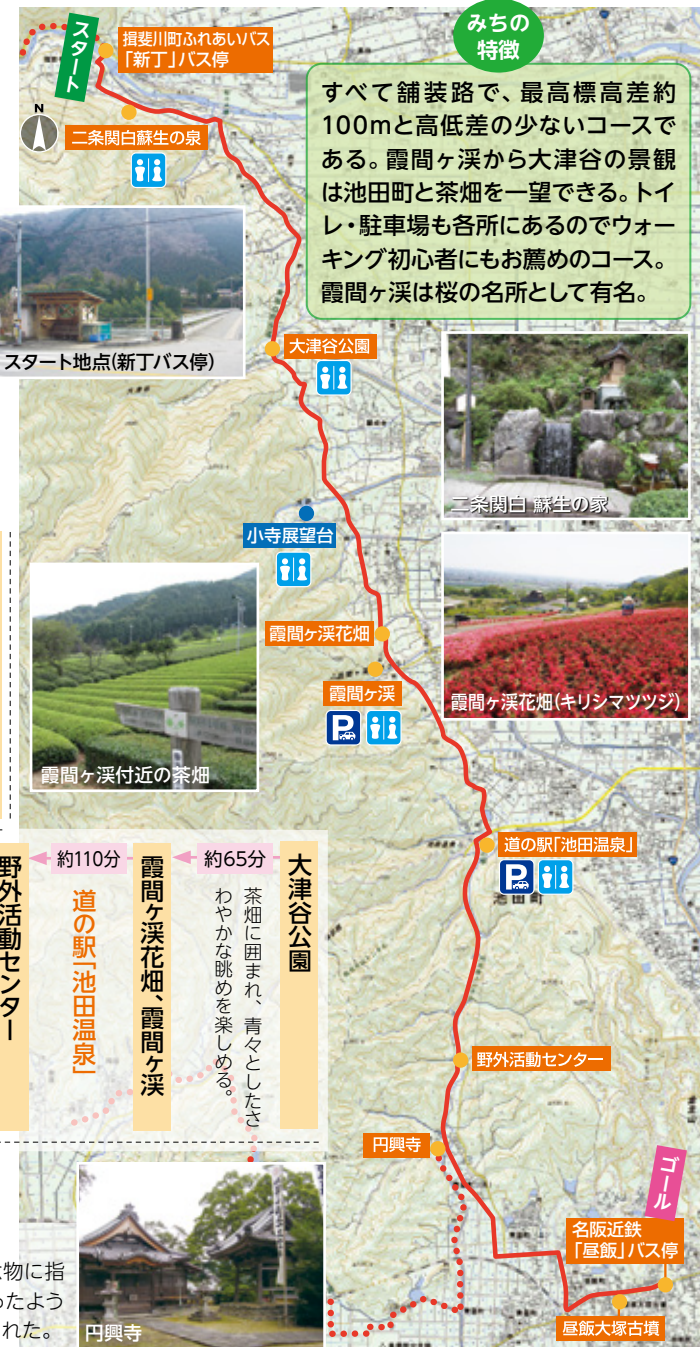 みちの
特徴
すべて舗装路で、最高標高差約
100mと高低差の少ないコースで
ある。霞間ヶ渓から大津谷の景観
は池田町と茶畑を一望できる。トイ
レ・駐車場も各所にあるのでウォー
キング初心者にもお薦めのコース。
霞間ヶ渓は桜の名所として有名。
スタート
揖斐川町ふれあいバス
「新丁」バス停
N
二条関白蘇生の泉
スタート地点(新丁バス停)
大津谷公園
二条関白 蘇生の家
小寺展望台
霞間ヶ渓花畑
霞間ヶ渓
P
霞間ヶ渓花畑(キリシマツツジ)
霞間ヶ渓付近の茶畑
道の駅「池田温泉」
P
池田町
大津谷公園
茶畑に囲まれ、青々としたさ
わやかな眺めを楽しめる。
約65分
霞間ヶ渓花畑、霞間ヶ渓
約110分
道の駅「池田温泉」
野外活動センター
野外活動センター
円興寺
ゴール
名阪近鉄
「昼飯」バス停
昼飯大塚古墳
円興寺
物に指
ったよう
された。